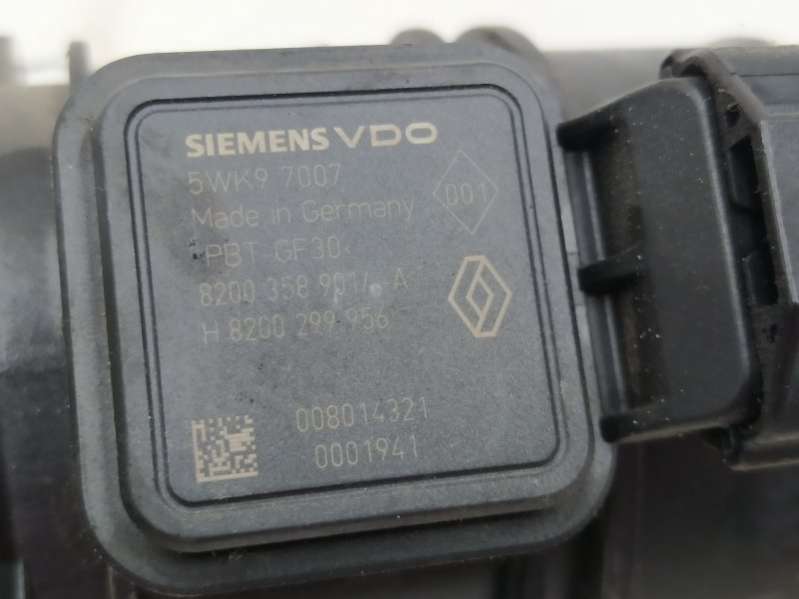 SIEMENS VDO
5WK9 7007
001
Made in Germany
>PBT GF30<
8200 358 901/--A
H 8200 299 956
008014321
0001941